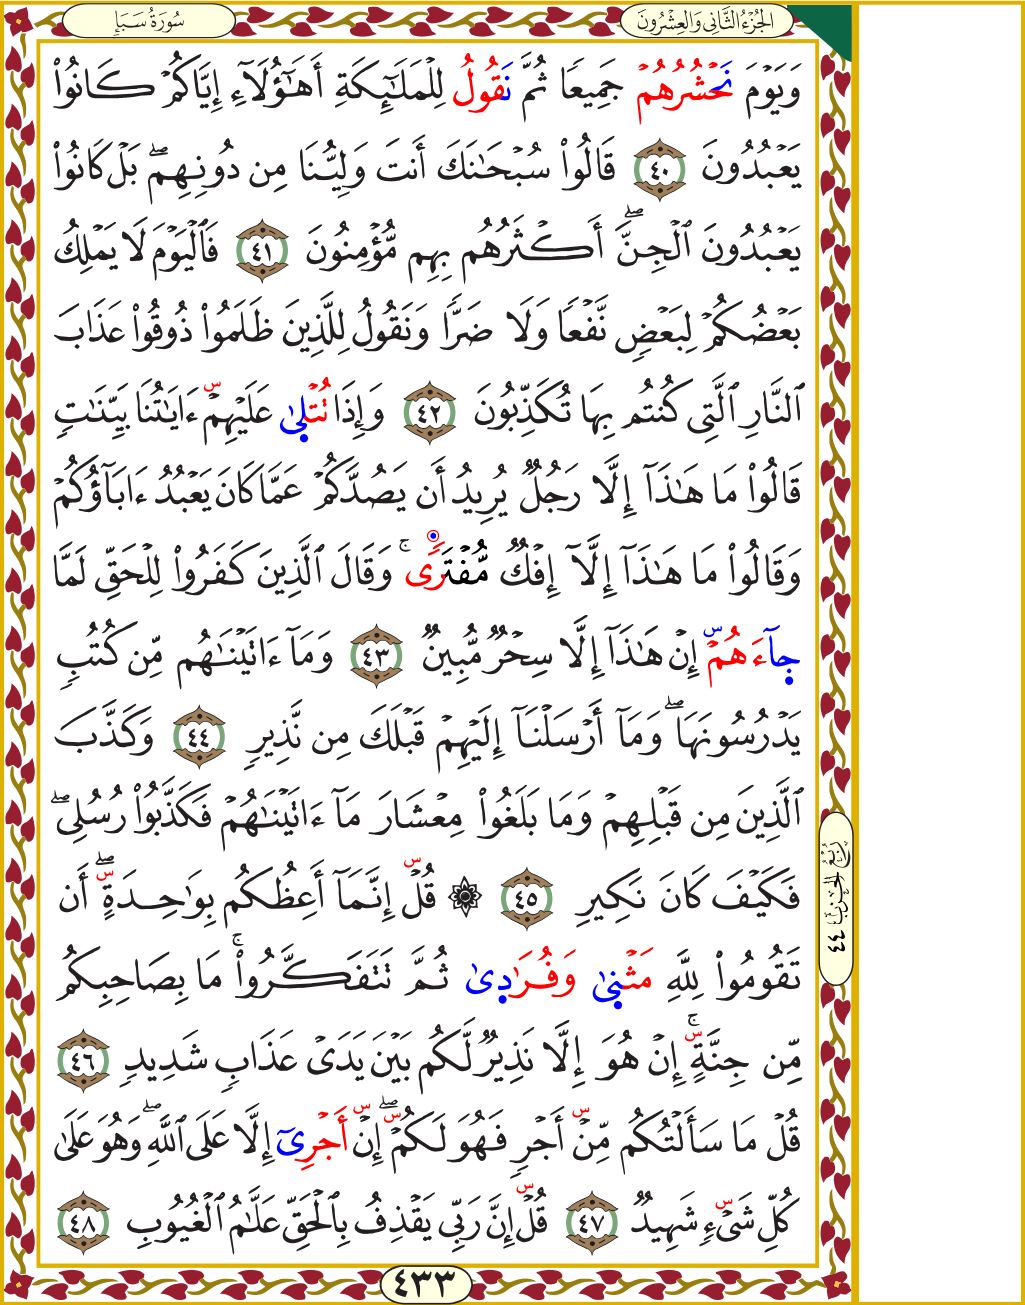 الجُزْءُ الثَّانِي وَالعِشْرُونَ
سُورَةُ سَبَإٍ
وَيَوْمَ نَحْشُرُهُمْ جَمِيعًا ثُمَّ نَقُولُ لِلْمَلَٰٓئِكَةِ أَهَٰٓؤُلَآءِ إِيَّاكُمْ كَانُوا۟
يَعْبُدُونَ ٤٠ قَالُوا۟ سُبْحَٰنَكَ أَنتَ وَلِيُّنَا مِن دُونِهِمۖ بَلْ كَانُوا۟
يَعْبُدُونَ ٱلْجِنَّۖ أَكْثَرُهُم بِهِم مُّؤْمِنُونَ ٤١ فَٱلْيَوْمَ لَا يَمْلِكُ
بَعْضُكُمْ لِبَعْضٍ نَّفْعًا وَلَا ضَرًّا وَنَقُولُ لِلَّذِينَ ظَلَمُوا۟ ذُوقُوا۟ عَذَابَ
ٱلنَّارِ ٱلَّتِي كُنتُم بِهَا تُكَذِّبُونَ ٤٢ وَإِذَا تُتْلَىٰ عَلَيْهِمْۜ ءَايَٰتُنَا بَيِّنَٰتٍ
قَالُوا۟ مَا هَٰذَآ إِلَّا رَجُلٌ يُرِيدُ أَن يَصُدَّكُمْ عَمَّا كَانَ يَعْبُدُ ءَابَآؤُكُمْ
وَقَالُوا۟ مَا هَٰذَآ إِلَّآ إِفْكٌ مُّفْتَرًىۚ وَقَالَ ٱلَّذِينَ كَفَرُوا۟ لِلْحَقِّ لَمَّا
جَآءَهُمْۜ إِنْ هَٰذَآ إِلَّا سِحْرٌ مُّبِينٌ ٤٣ وَمَآ ءَاتَيْنَٰهُم مِّن كُتُبٍ
يَدْرُسُونَهَاۖ وَمَآ أَرْسَلْنَآ إِلَيْهِمْ قَبْلَكَ مِن نَّذِيرٍ ٤٤ وَكَذَّبَ
ٱلَّذِينَ مِن قَبْلِهِمْ وَمَا بَلَغُوا۟ مِعْشَارَ مَآ ءَاتَيْنَٰهُمْ فَكَذَّبُوا۟ رُسُلِيۖ
فَكَيْفَ كَانَ نَكِيرِ ٤٥ ۞ قُلْۜ إِنَّمَآ أَعِظُكُم بِوَٰحِدَةٍۜۖ أَن
تَقُومُوا۟ لِلَّهِ مَثْنَىٰ وَفُرَٰدَىٰ ثُمَّ تَتَفَكَّرُوا۟ۚ مَا بِصَاحِبِكُم
مِّن جِنَّةٍۜۚ إِنْ هُوَ إِلَّا نَذِيرٌ لَّكُم بَيْنَ يَدَىْ عَذَابٍ شَدِيدٍ ٤٦
قُلْ مَا سَأَلْتُكُم مِّنْۜ أَجْرٍ فَهُوَ لَكُمْۜۖ إِنْۜ أَجْرِىٓ إِلَّا عَلَى ٱللَّهِۖ وَهُوَ عَلَىٰ
كُلِّ شَىْۜءٍ شَهِيدٌ ٤٧ قُلْۜ إِنَّ رَبِّي يَقْذِفُ بِٱلْحَقِّ عَلَّٰمُ ٱلْغُيُوبِ ٤٨
رُبُعُ الحِزْب ٤٤
٤٣٣